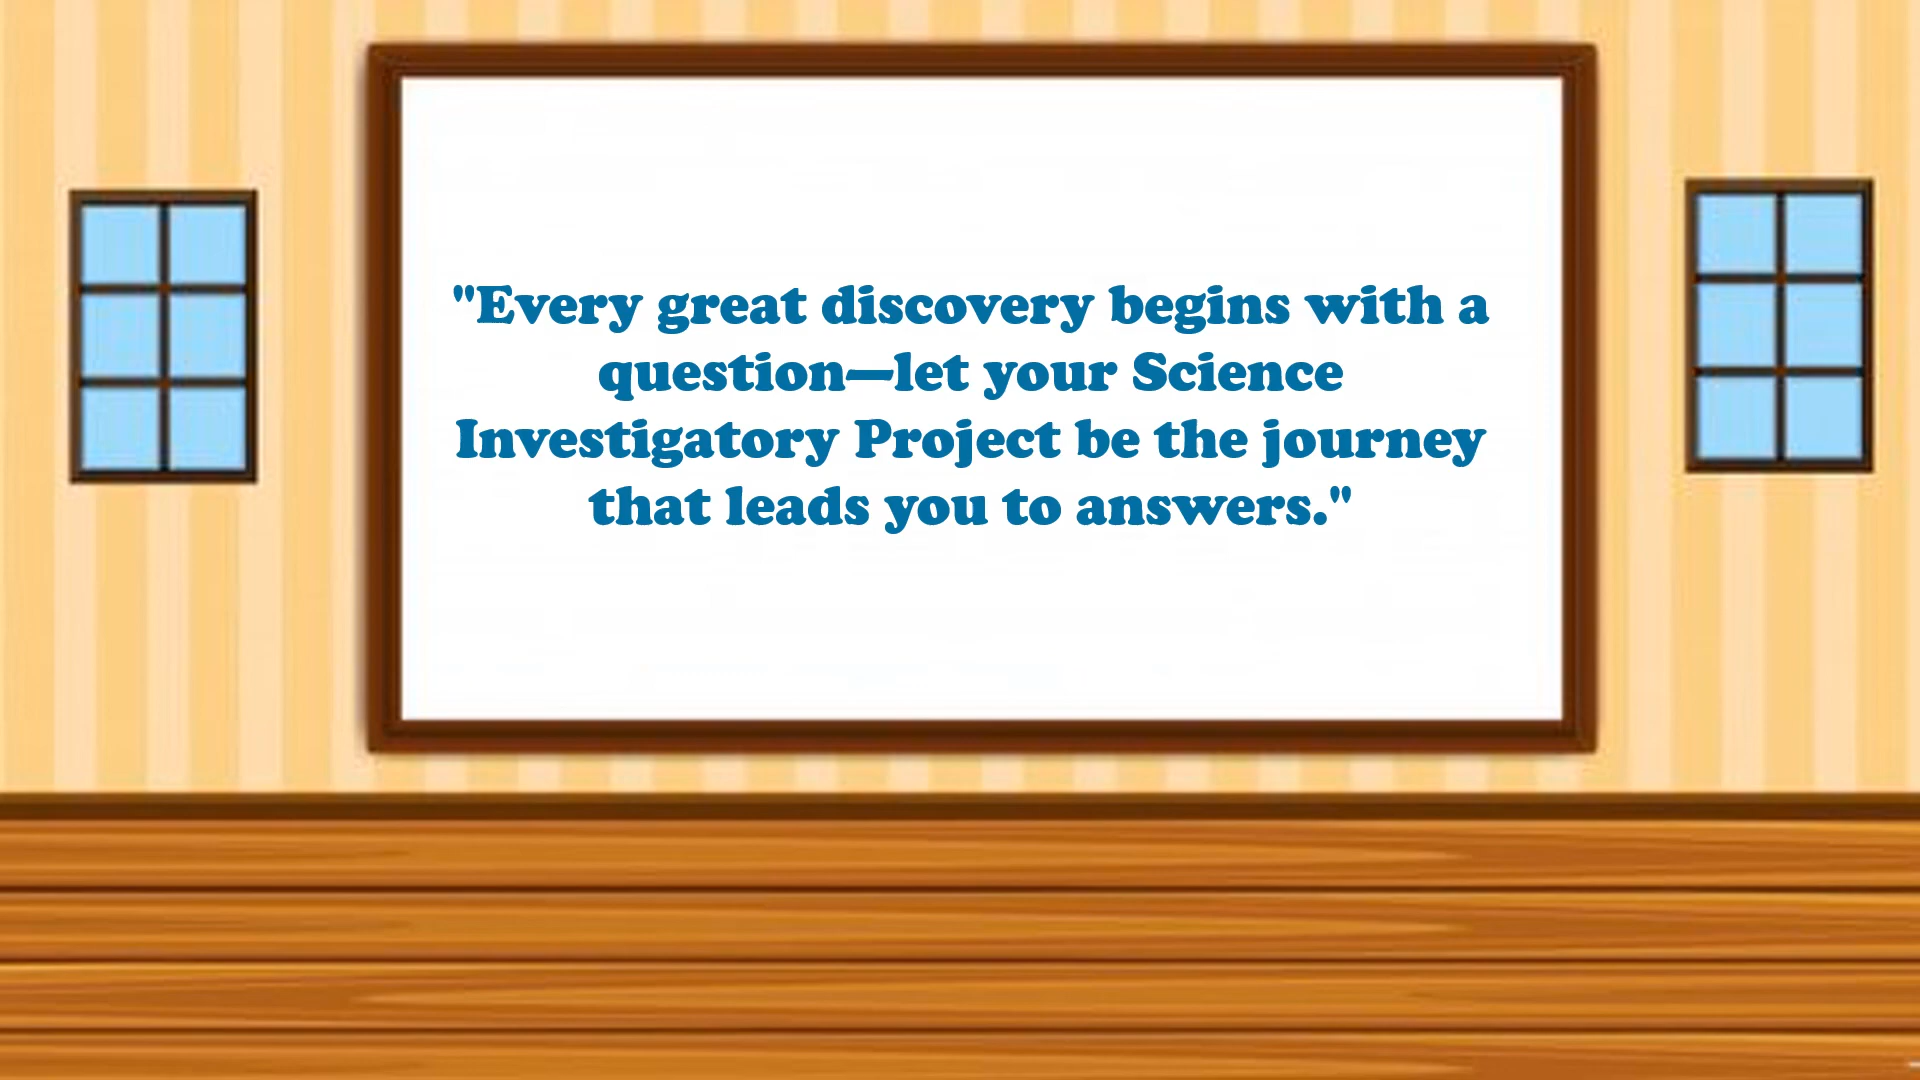 "Every great discovery begins with a
question—let your Science
Investigatory Project be the journey
that leads you to answers."